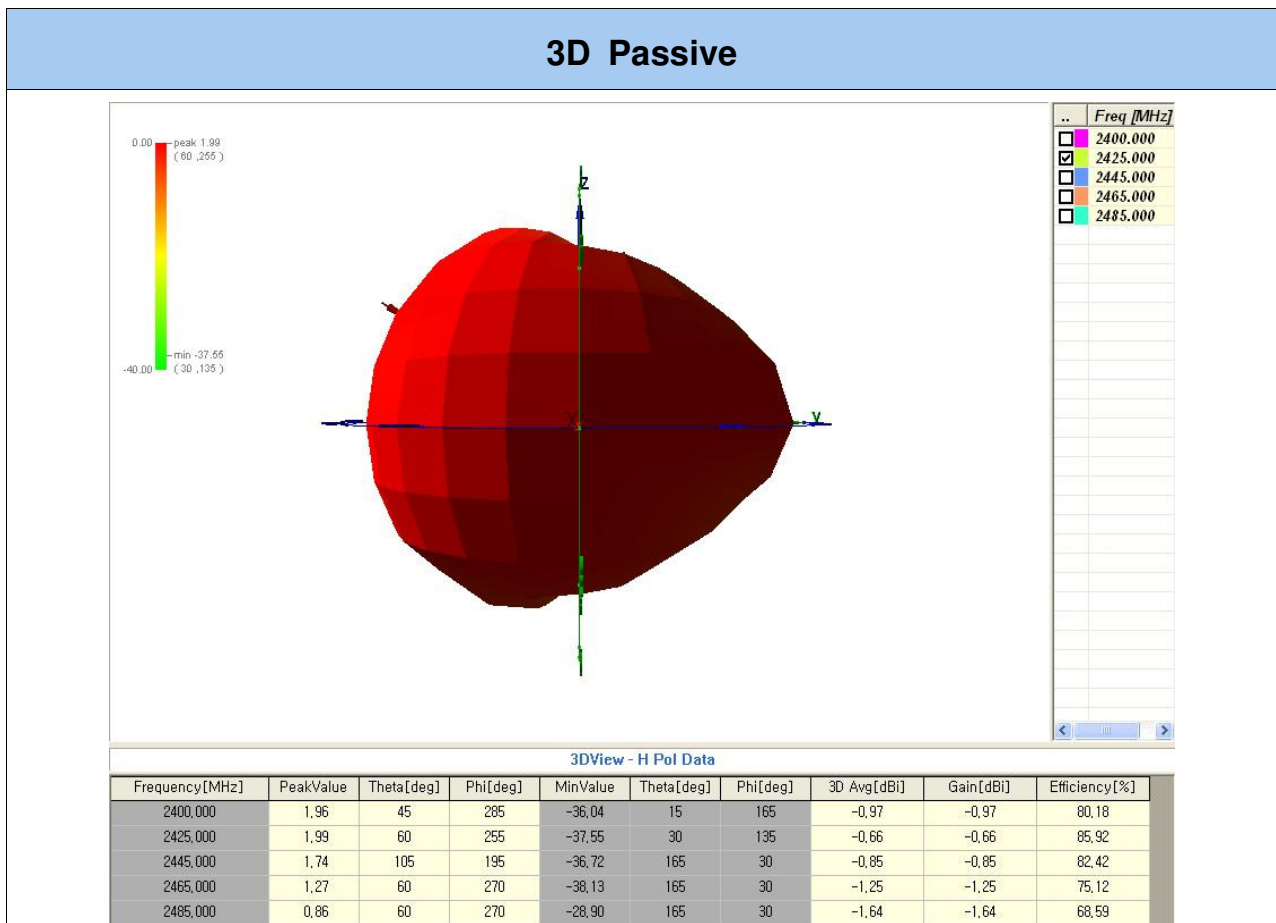 3D Passive
0.00 peak 1.99
( 60 ,255 )
min -37.55
-40.00 ( 30 ,135 )
Z
X
Y
.. Freq [MHz]
2400.000
2425.000
2445.000
2465.000
2485.000
3DView - H Pol Data
Frequency[MHz] PeakValue Theta[deg] Phi[deg] MinValue Theta[deg] Phi[deg] 3D Avg[dBi] Gain[dBi] Efficiency[%]
2400,000 1,96 45 285 -36,04 15 165 -0,97 -0,97 80,18
2425,000 1,99 60 255 -37,55 30 135 -0,66 -0,66 85,92
2445,000 1,74 105 195 -36,72 165 30 -0,85 -0,85 82,42
2465,000 1,27 60 270 -38,13 165 30 -1,25 -1,25 75,12
2485,000 0,86 60 270 -28,90 165 30 -1,64 -1,64 68,59